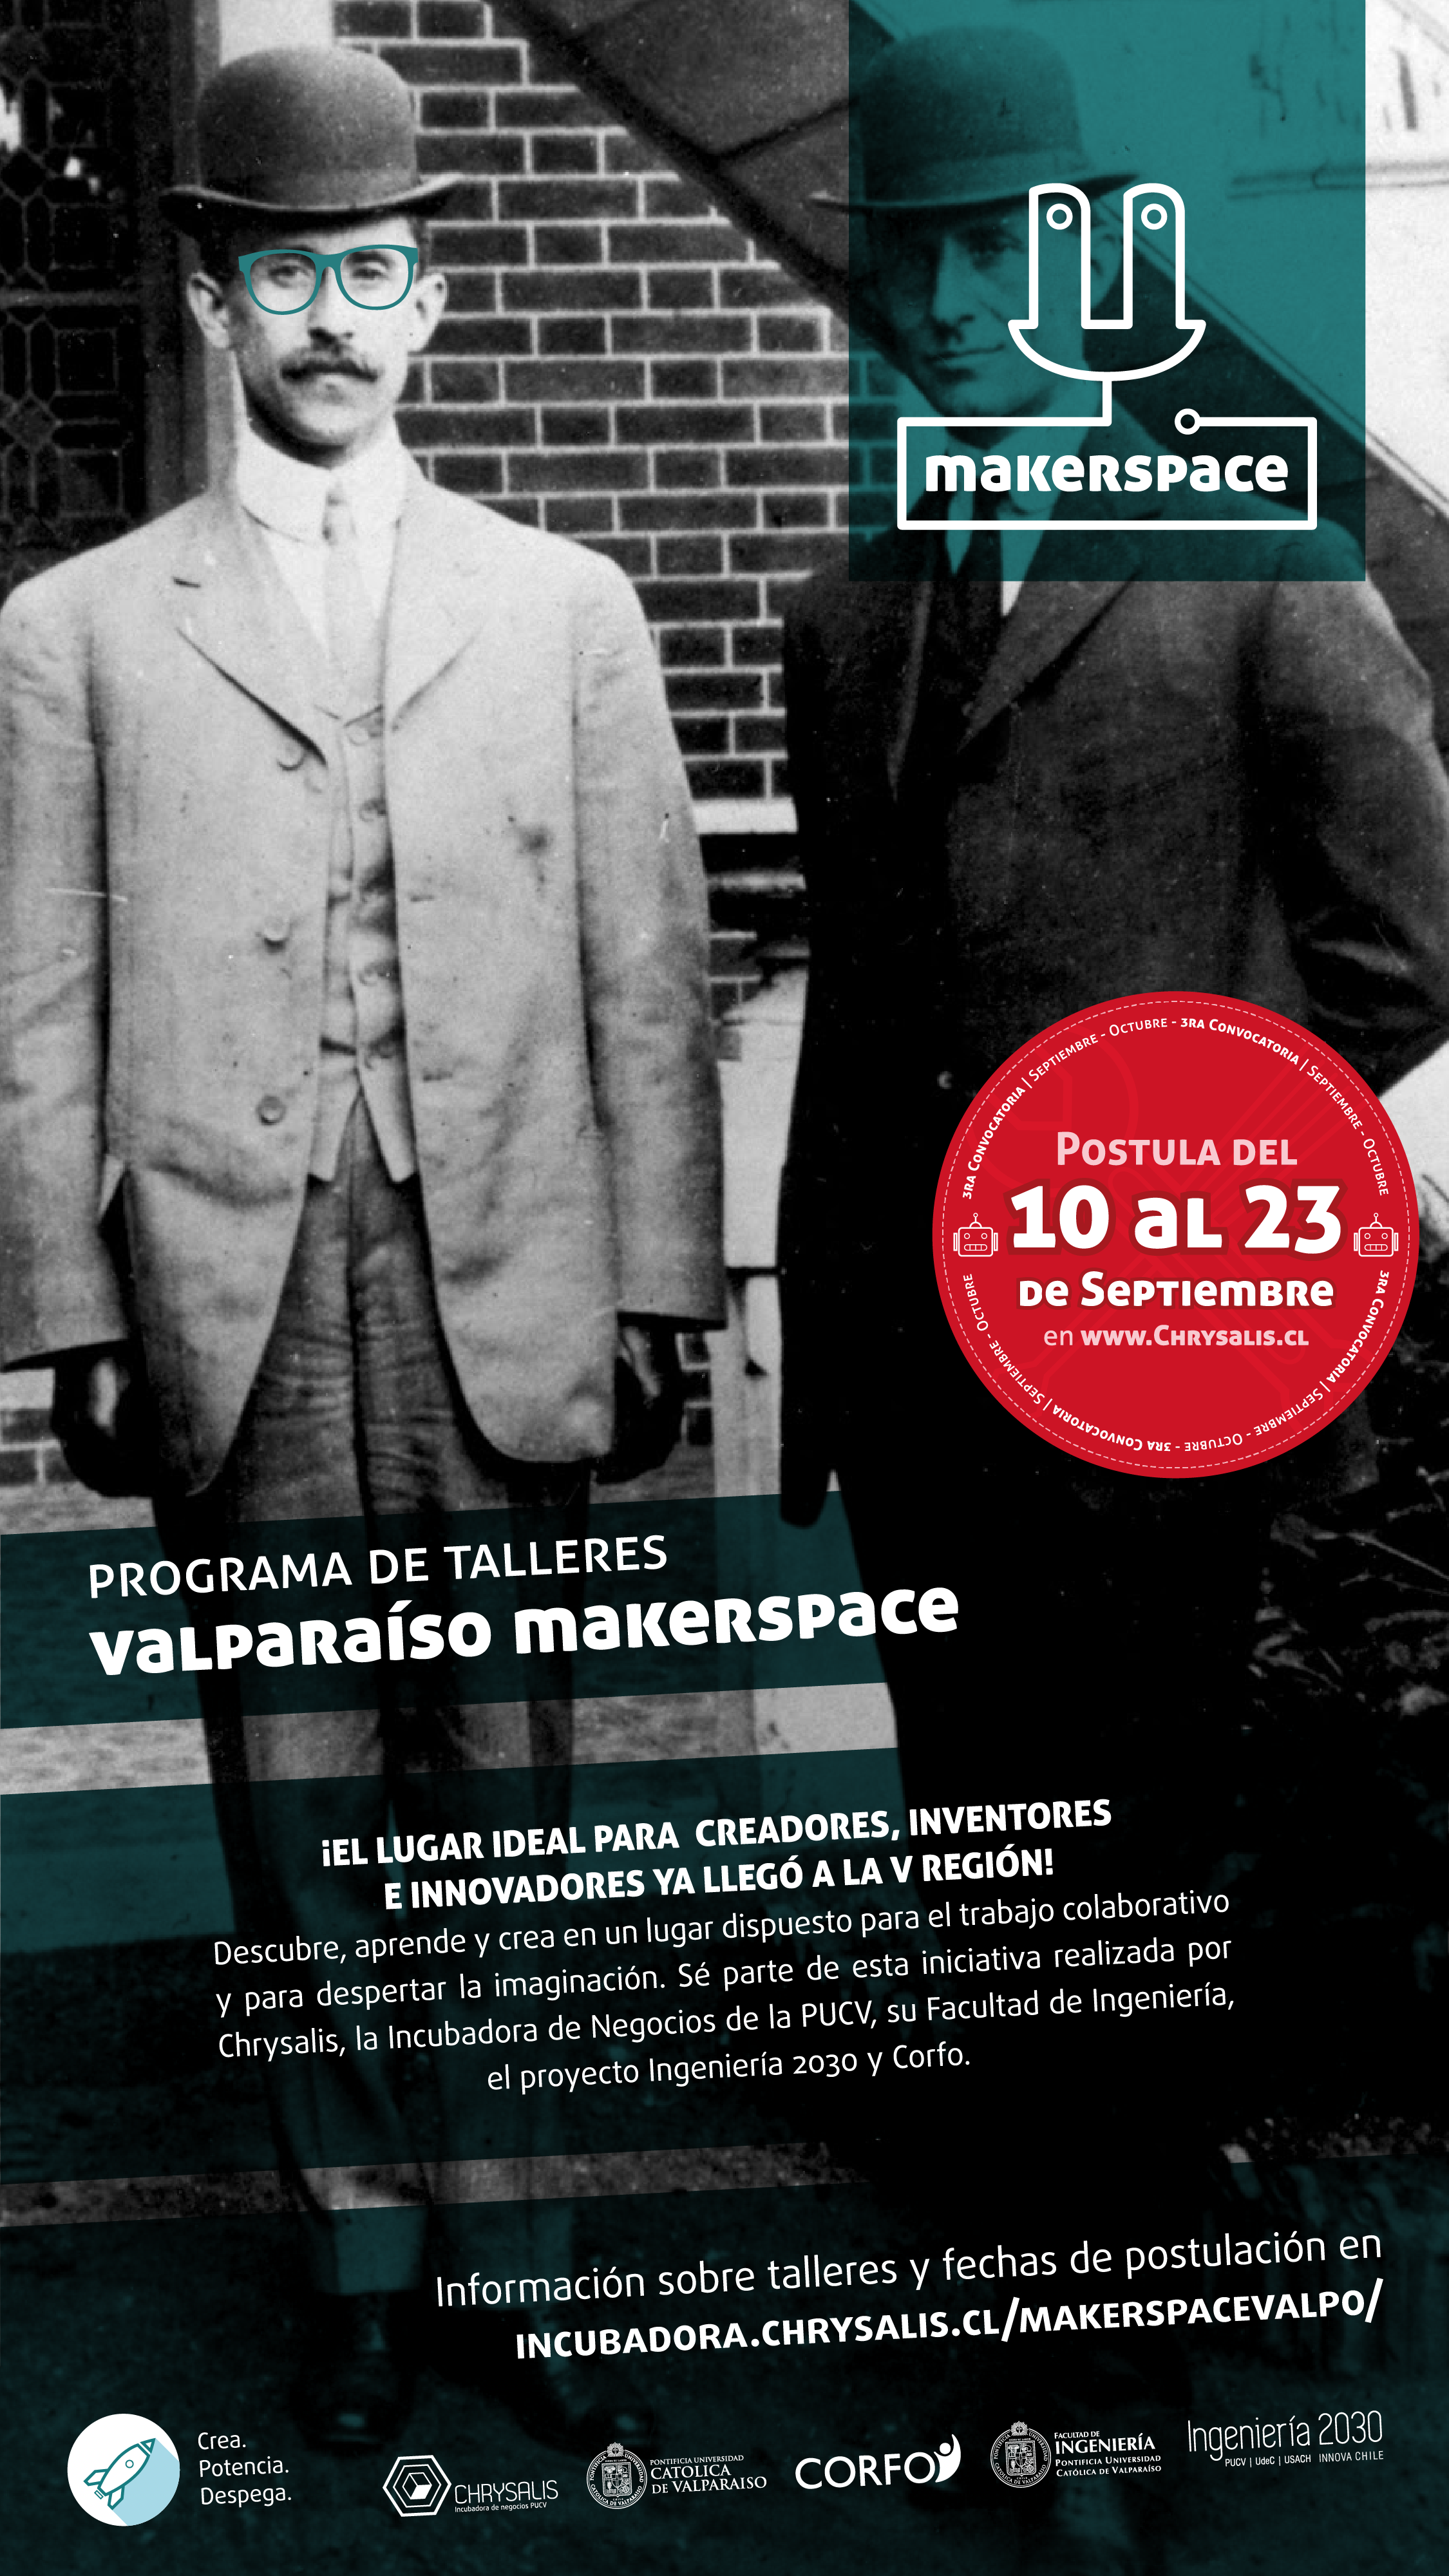 makerspace
3ra Convocatoria | Septiembre - Octubre - 3ra Convocatoria | Septiembre - Octubre
3ra Convocatoria | Septiembre - Octubre - 3ra Convocatoria | Septiembre - Octubre
Postula del
10 al 23
de Septiembre
en www.Chrysalis.cl
PROGRAMA DE TALLERES
valparaíso makerspace
¡EL LUGAR IDEAL PARA CREADORES, INVENTORES
E INNOVADORES YA LLEGÓ A LA V REGIÓN!
Descubre, aprende y crea en un lugar dispuesto para el trabajo colaborativo
y para despertar la imaginación. Sé parte de esta iniciativa realizada por
Chrysalis, la Incubadora de Negocios de la PUCV, su Facultad de Ingeniería,
el proyecto Ingeniería 2030 y Corfo.
Información sobre talleres y fechas de postulación en
INCUBADORA.CHRYSALIS.CL/MAKERSPACEVALPO/
Crea.
Potencia.
Despega.
CHRYSALIS
Incubadora de negocios PUCV
PONTIFICIA UNIVERSIDAD
CATOLICA
DE VALPARAISO
CORFO
FACULTAD DE
INGENIERÍA
PONTIFICIA UNIVERSIDAD
CATÓLICA DE VALPARAÍSO
Ingeniería 2030
PUCV | UdeC | USACH INNOVA CHILE